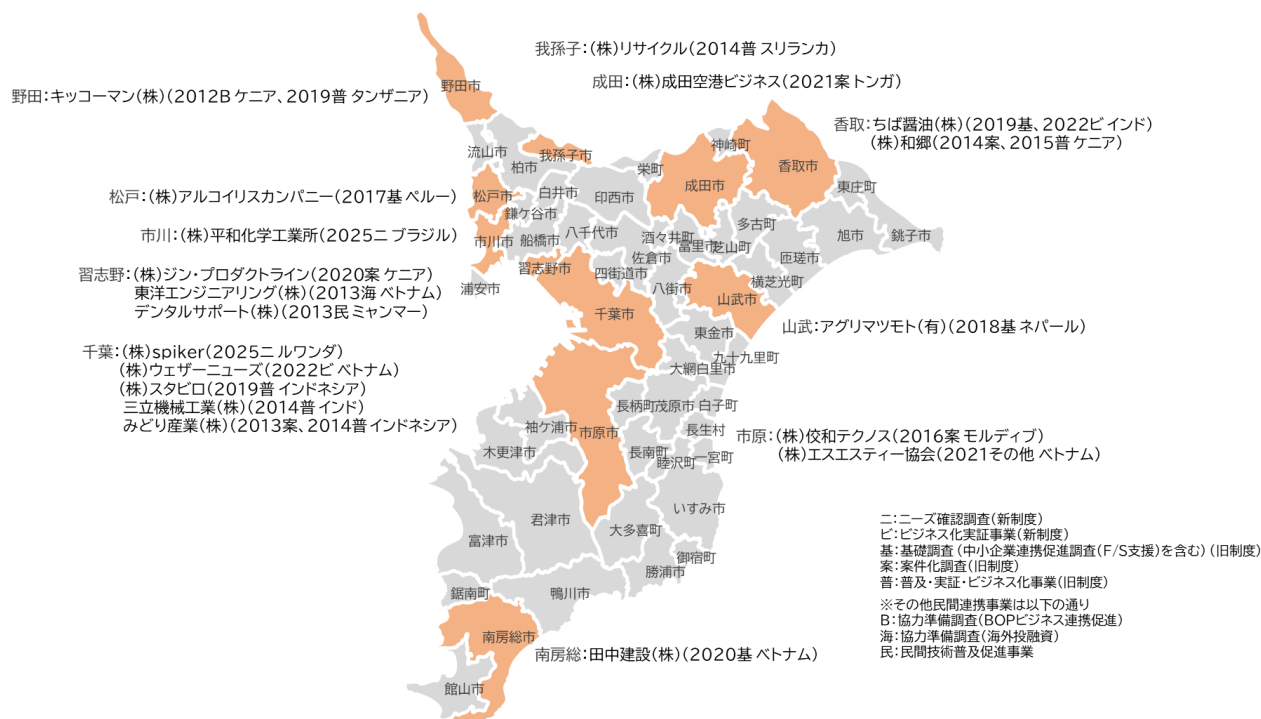 我孫子：(株)リサイクル(2014普 スリランカ)
成田：(株)成田空港ビジネス(2021案 トンガ)
野田：キッコーマン(株)(2012B ケニア、2019普 タンザニア)
香取：ちば醤油(株)(2019基、2022ビ インド)
(株)和郷(2014案、2015普 ケニア)
松戸：(株)アルコイリスカンパニー(2017基 ペルー)
市川：(株)平和化学工業所(2025ニ ブラジル)
習志野：(株)ジン・プロダクトライン(2020案 ケニア)
東洋エンジニアリング(株)(2013海 ベトナム)
デンタルサポート(株)(2013民 ミャンマー)
山武：アグリマツモト(有)(2018基 ネパール)
千葉：(株)spiker(2025ニ ルワンダ)
(株)ウェザーニューズ(2022ビ ベトナム)
(株)スタビロ(2019普 インドネシア)
三立機械工業(株)(2014普 インド)
みどり産業(株)(2013案、2014普 インドネシア)
市原：(株)佼和テクノス(2016案 モルディブ)
(株)エスエスティー協会(2021その他 ベトナム)
南房総：田中建設(株)(2020基 ベトナム)
野田市
流山市
柏市
我孫子市
栄町
神崎町
香取市
成田市
東庄町
松戸市
白井市
印西市
鎌ケ谷市
市川市
船橋市
八千代市
酒々井町
富里市
芝山町
多古町
旭市
銚子市
匝瑳市
横芝光町
浦安市
習志野市
四街道市
佐倉市
八街市
山武市
千葉市
東金市
九十九里町
大網白里市
長柄町
茂原市
白子町
長生村
袖ケ浦市
市原市
木更津市
長南町
睦沢町
一宮町
いすみ市
君津市
大多喜町
富津市
御宿町
勝浦市
鋸南町
鴨川市
南房総市
館山市
ニ：ニーズ確認調査(新制度)
ビ：ビジネス化実証事業(新制度)
基：基礎調査(中小企業連携促進調査(F/S支援)を含む)(旧制度)
案：案件化調査(旧制度)
普：普及・実証・ビジネス化事業(旧制度)
※その他民間連携事業は以下の通り
B：協力準備調査(BOPビジネス連携促進)
海：協力準備調査(海外投融資)
民：民間技術普及促進事業